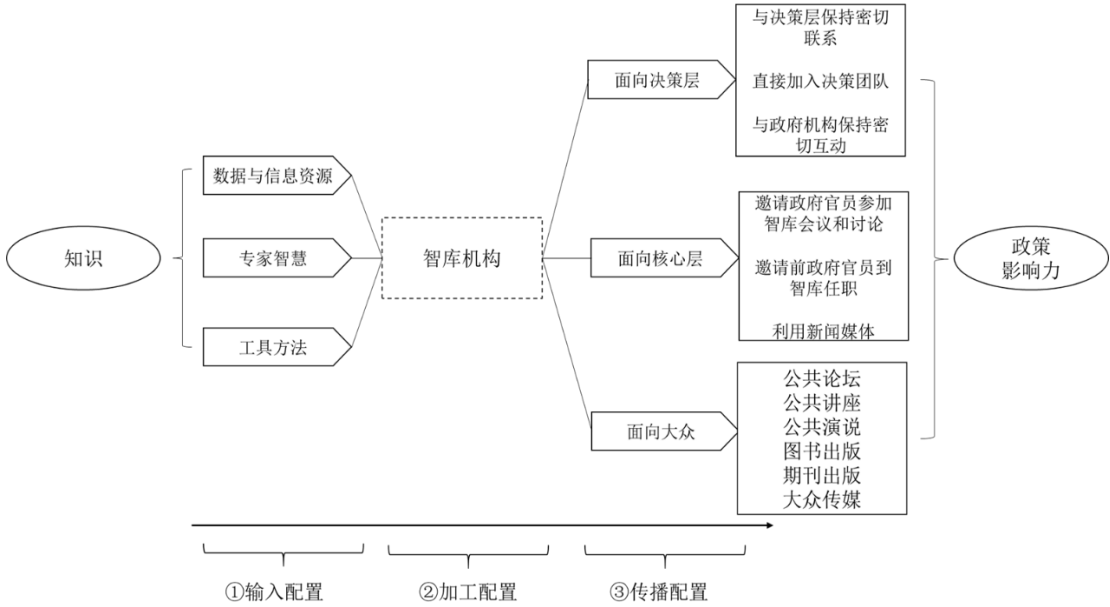 知识
数据与信息资源
专家智慧
工具方法
智库机构
面向决策层
与决策层保持密切
联系
直接加入决策团队
与政府机构保持密
切互动
面向核心层
邀请政府官员参加
智库会议和讨论
邀请前政府官员到
智库任职
利用新闻媒体
面向大众
公共论坛
公共讲座
公共演说
图书出版
期刊出版
大众传媒
政策
影响力
①输入配置
②加工配置
③传播配置